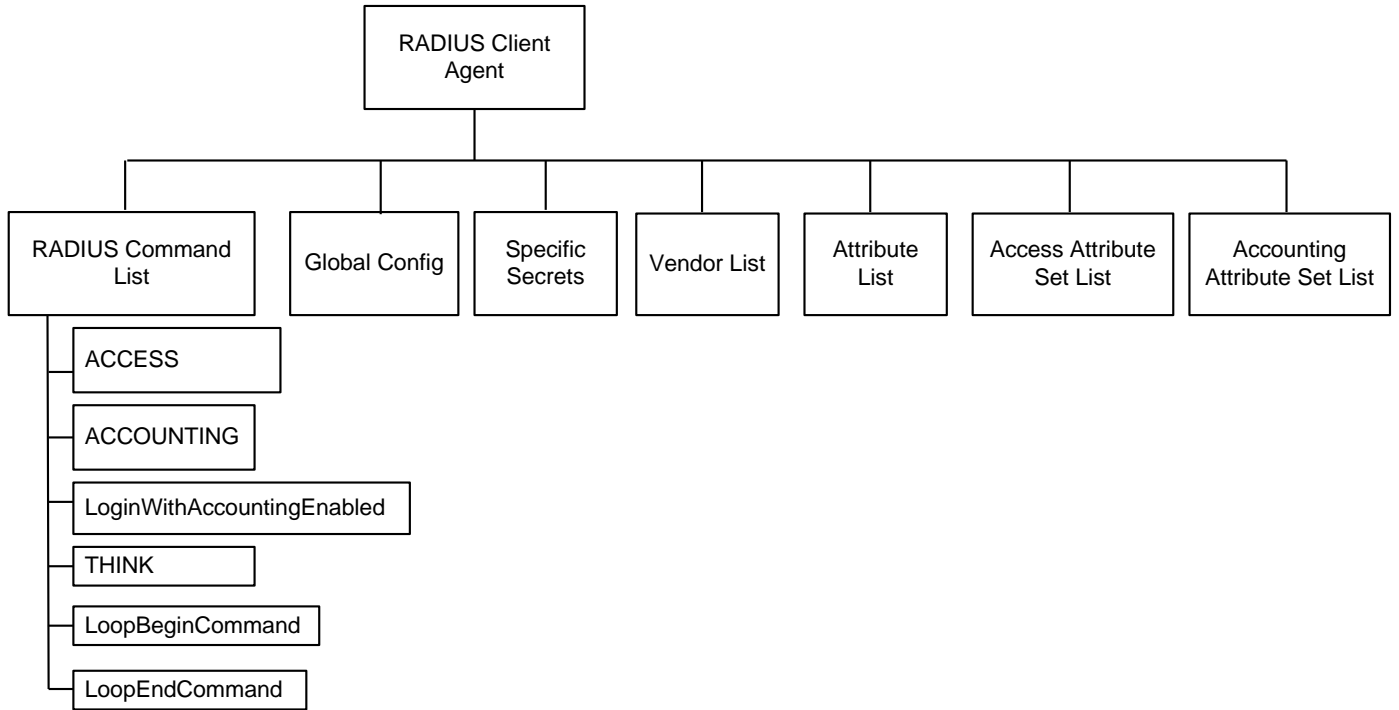 RADIUS Client
Agent
RADIUS Command
List
Global Config
Specific
Secrets
Vendor List
Attribute
List
Access Attribute
Set List
Accounting
Attribute Set List
ACCESS
ACCOUNTING
LoginWithAccountingEnabled
THINK
LoopBeginCommand
LoopEndCommand